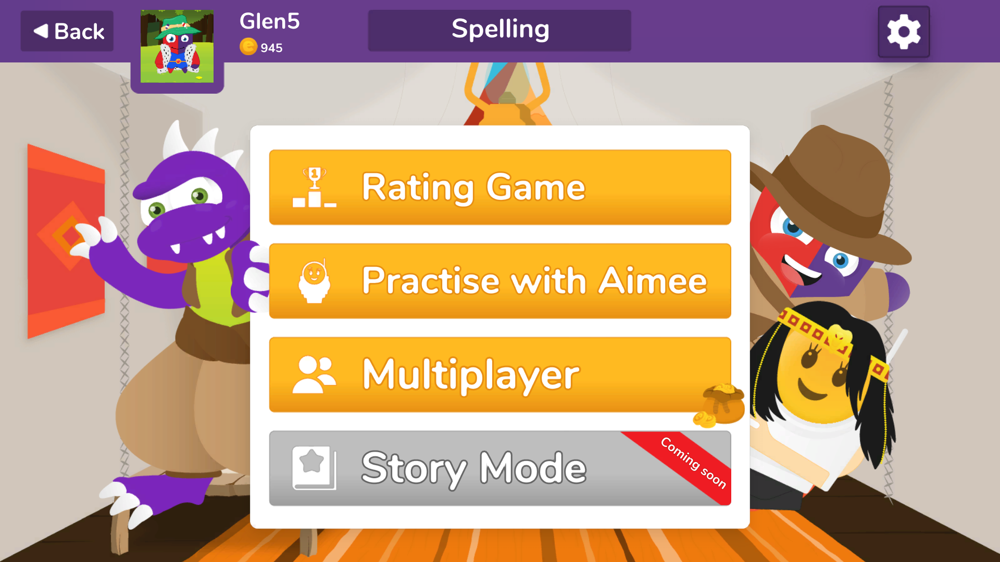 Back
Glen5
945
Spelling
Rating Game
Practise with Aimee
Multiplayer
Story Mode
Coming soon